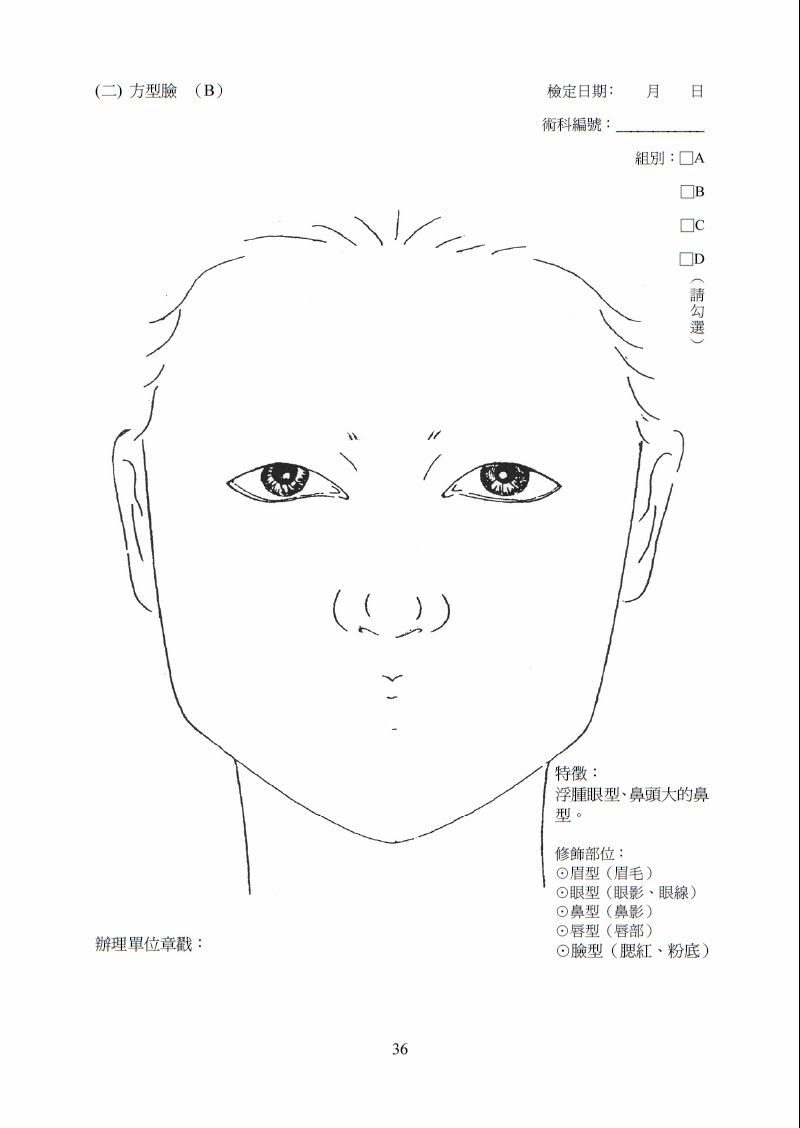 (二) 方型臉 （B）
檢定日期: 月 日
術科編號：__________
組別：□A
□B
□C
□D
（請勾選）
特徵：
浮腫眼型、鼻頭大的鼻
型。
修飾部位：
⊙眉型（眉毛）
⊙眼型（眼影、眼線）
⊙鼻型（鼻影）
⊙唇型（唇部）
⊙臉型（腮紅、粉底）
辦理單位章戳：
36